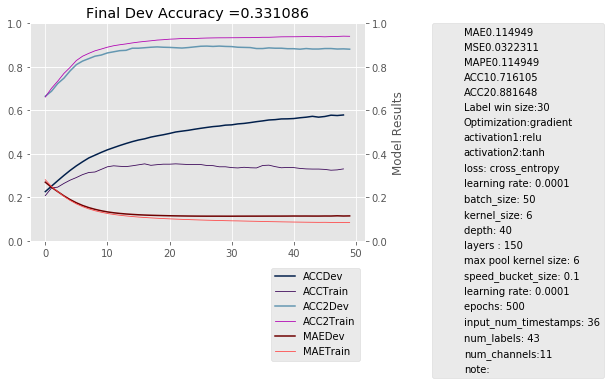 Final Dev Accuracy =0.331086
1.0
0.8
0.6
0.4
0.2
0.0
0
10
20
30
40
50
1.0
0.8
0.6
0.4
0.2
0.0
Model Results
ACCDev
ACCTrain
ACC2Dev
ACC2Train
MAEDev
MAETrain
MAE0.114949
MSE0.0322311
MAPE0.114949
ACC10.716105
ACC20.881648
Label win size:30
Optimization:gradient
activation1:relu
activation2:tanh
loss: cross_entropy
learning rate: 0.0001
batch_size: 50
kernel_size: 6
depth: 40
layers : 150
max pool kernel size: 6
speed_bucket_size: 0.1
learning rate: 0.0001
epochs: 500
input_num_timestamps: 36
num_labels: 43
num_channels:11
note: